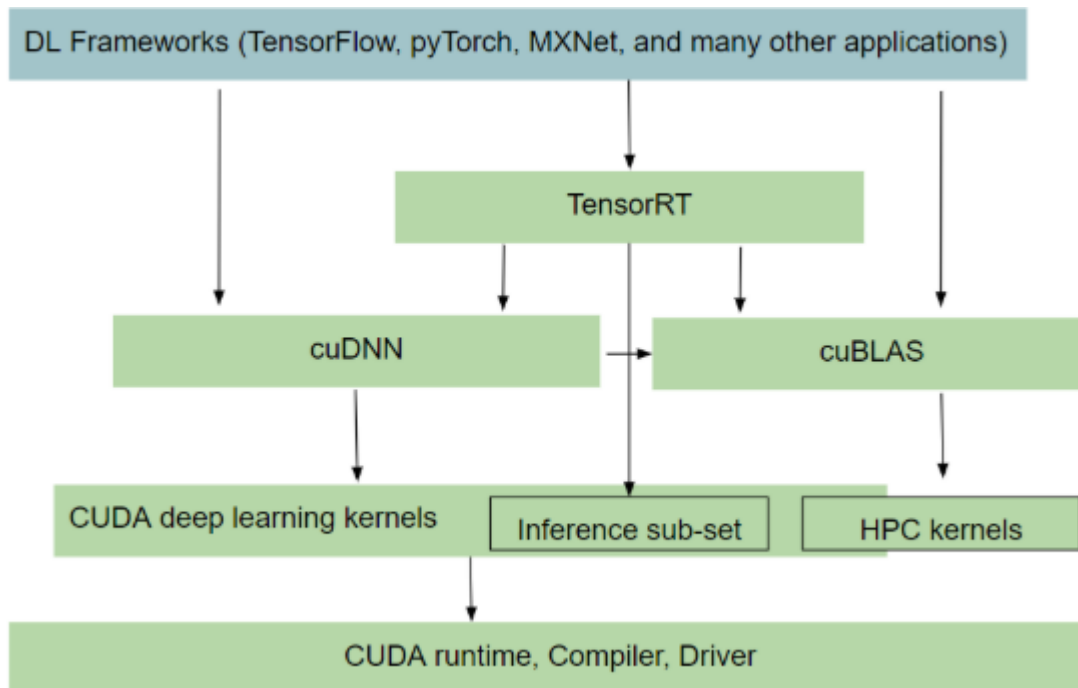 DL Frameworks (TensorFlow, pyTorch, MXNet, and many other applications)
TensorRT
cuDNN
cuBLAS
CUDA deep learning kernels
Inference sub-set
HPC kernels
CUDA runtime, Compiler, Driver